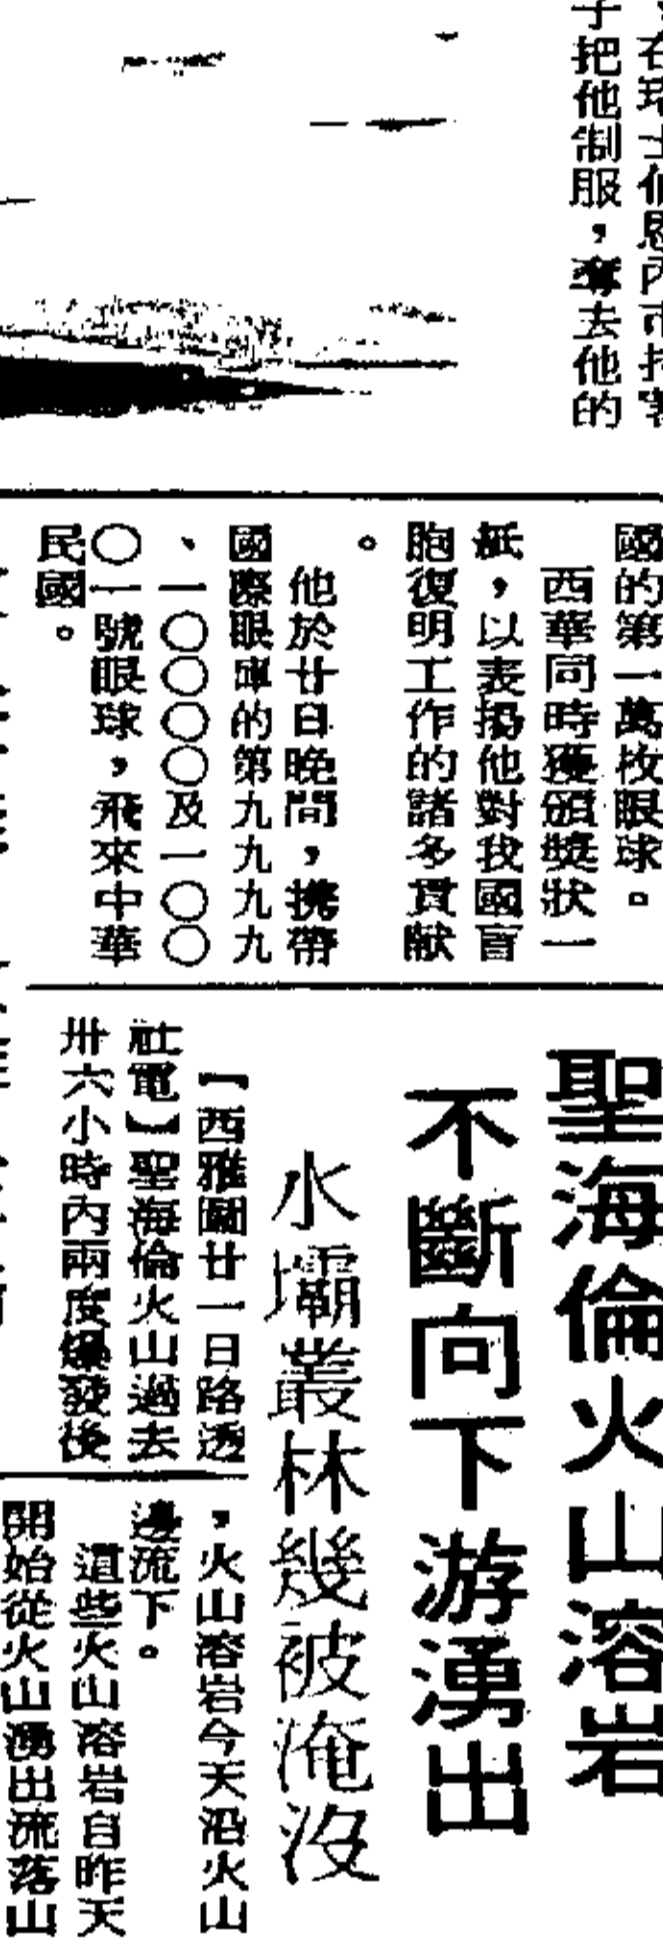 子把他制服，奪去他的
國的第一萬枚眼球。
西華同時獲頒獎狀一
紙，以表揚他對我國盲
胞復明工作的諸多貢献
。
他於廿日晚間，携帶
國際眼庫的第九九九九
、一〇〇〇〇及一〇〇
〇一號眼球，飛來中華
民國。
聖海倫火山溶岩
不斷向下游湧出
水壩叢林幾被淹沒
【西雅圖廿一日路透
社電】聖海倫火山過去
卅六小時內兩度爆發後
，火山溶岩今天沿火山
邊流下。
這些火山溶岩自昨天
開始從火山湧出流落山